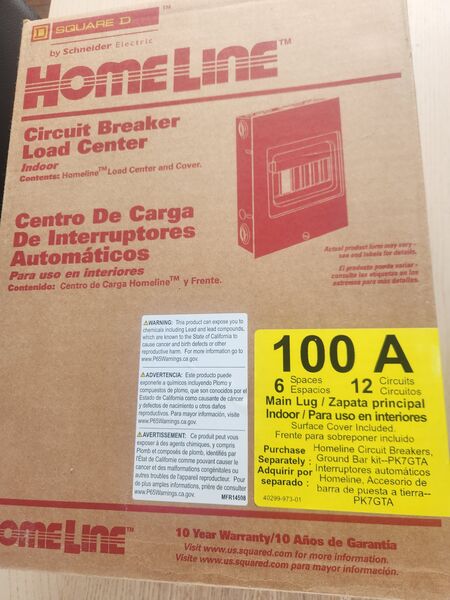 SQUARE D™
by Schneider Electric
HOMELINE™
Circuit Breaker
Load Center
Indoor
Contents: Homeline™ Load Center and Cover.
Centro De Carga
De Interruptores
Automáticos
Para uso en interiores
Contenido: Centro de Carga Homeline™ y Frente.
Actual product form may vary -
see end labels for details.
El producto puede variar -
consulte las etiquetas en los
extremos para más detalles.
⚠WARNING: This product can expose you to
chemicals including Lead and lead compounds,
which are known to the State of California to
cause cancer and birth defects or other
reproductive harm. For more information go to
www.P65Warnings.ca.gov.
⚠ADVERTENCIA: Este producto puede
exponerle a químicos incluyendo Plomo y
compuestos de plomo, que es son conocidos por el
Estado de California como causante de cáncer
y defectos de nacimiento u otros daños
reproductivos. Para mayor información, visite
www.P65Warnings.ca.gov.
⚠AVERTISSEMENT: Ce produit peut vous
exposer à des agents chimiques, y compris
Plomb et composés de plomb, identifiés par
l'État de Californie comme pouvant causer le
cancer et des malformations congénitales ou
autres troubles de l'appareil reproducteur. Pour
de plus amples informations, prière de consulter
www.P65Warnings.ca.gov.
MFR14508
100 A
6 Spaces Espacios 12 Circuits Circuitos
Main Lug / Zapata principal
Indoor / Para uso en interiores
Surface Cover Included.
Frente para sobreponer incluido
Purchase Separately : Homeline Circuit Breakers,
Ground Bar kit--PK7GTA
Adquirir por separado : Interruptores automáticos
Homeline, Accesorio de
barra de puesta a tierra--
PK7GTA
40299-973-01
HOMELINE™
10 Year Warranty/10 Años de Garantía
Visit www.us.squared.com for more information.
Visite www.us.squared.com para mayor información.